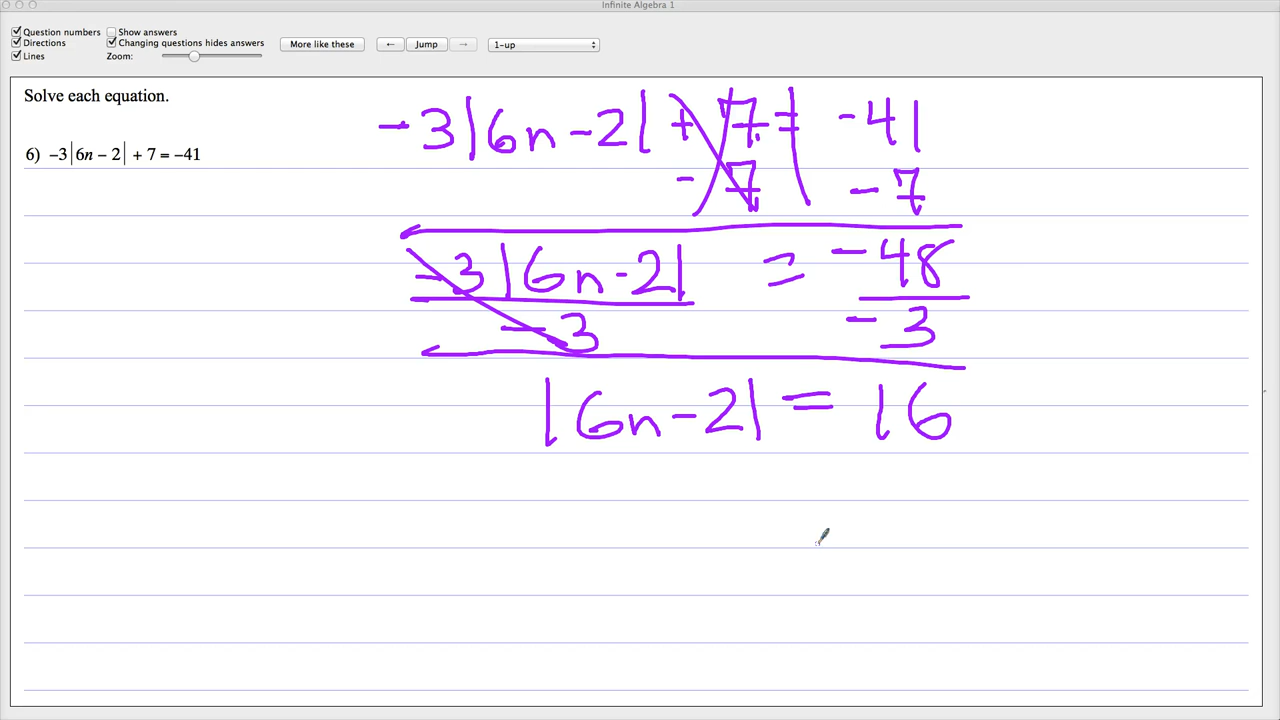 Infinite Algebra 1
Question numbers Show answers
Directions Changing questions hides answers More like these ← Jump → 1-up
Lines Zoom:
Solve each equation.
6) −3|6n − 2| + 7 = −41
-3|6n-2| + 7 = -41
- 7 - 7
-3|6n-2| = -48
-3 -3
|6n-2| = 16